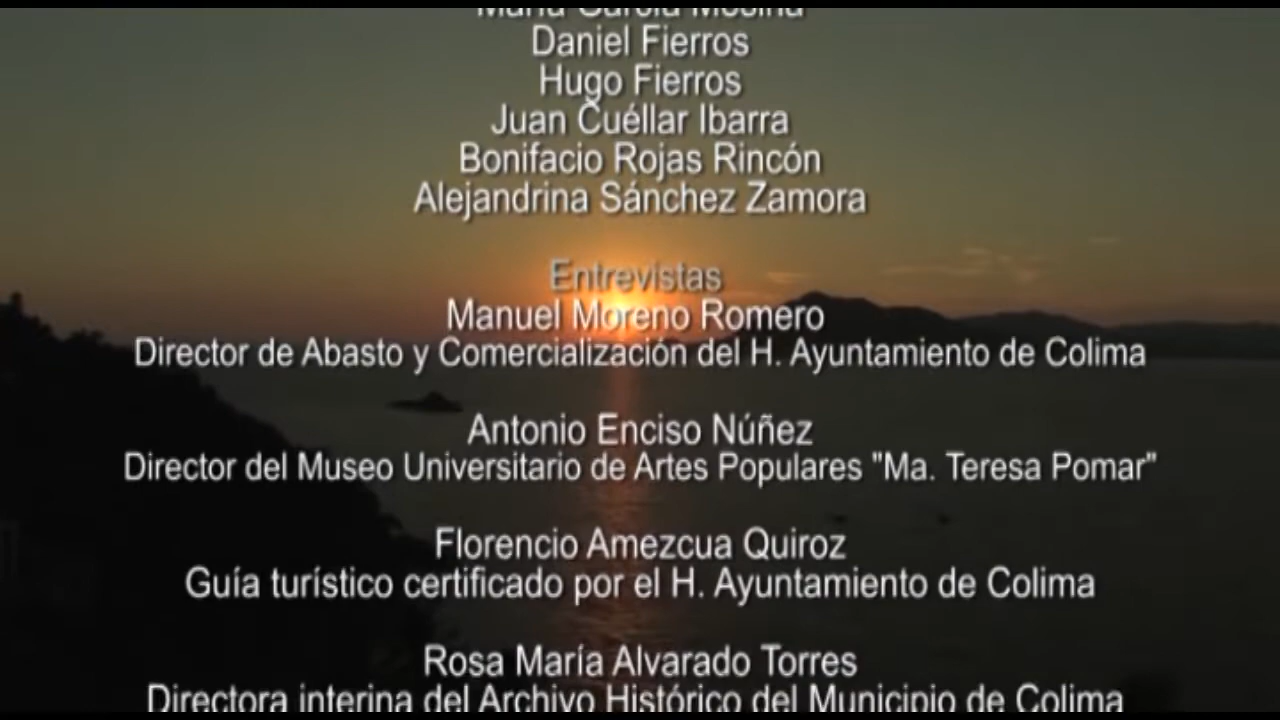 María García Mesina
Daniel Fierros
Hugo Fierros
Juan Cuéllar Ibarra
Bonifacio Rojas Rincón
Alejandrina Sánchez Zamora
Entrevistas
Manuel Moreno Romero
Director de Abasto y Comercialización del H. Ayuntamiento de Colima
Antonio Enciso Núñez
Director del Museo Universitario de Artes Populares "Ma. Teresa Pomar"
Florencio Amezcua Quiroz
Guía turístico certificado por el H. Ayuntamiento de Colima
Rosa María Alvarado Torres
Directora interina del Archivo Histórico del Municipio de Colima